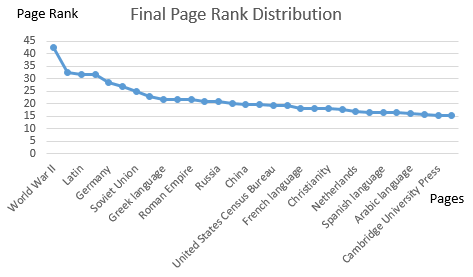 Page Rank
Final Page Rank Distribution
45
40
35
30
25
20
15
10
5
0
World War II
Latin
Germany
Soviet Union
Greek language
Roman Empire
Russia
China
United States Census Bureau
French language
Christianity
Netherlands
Spanish language
Arabic language
Cambridge University Press
Pages